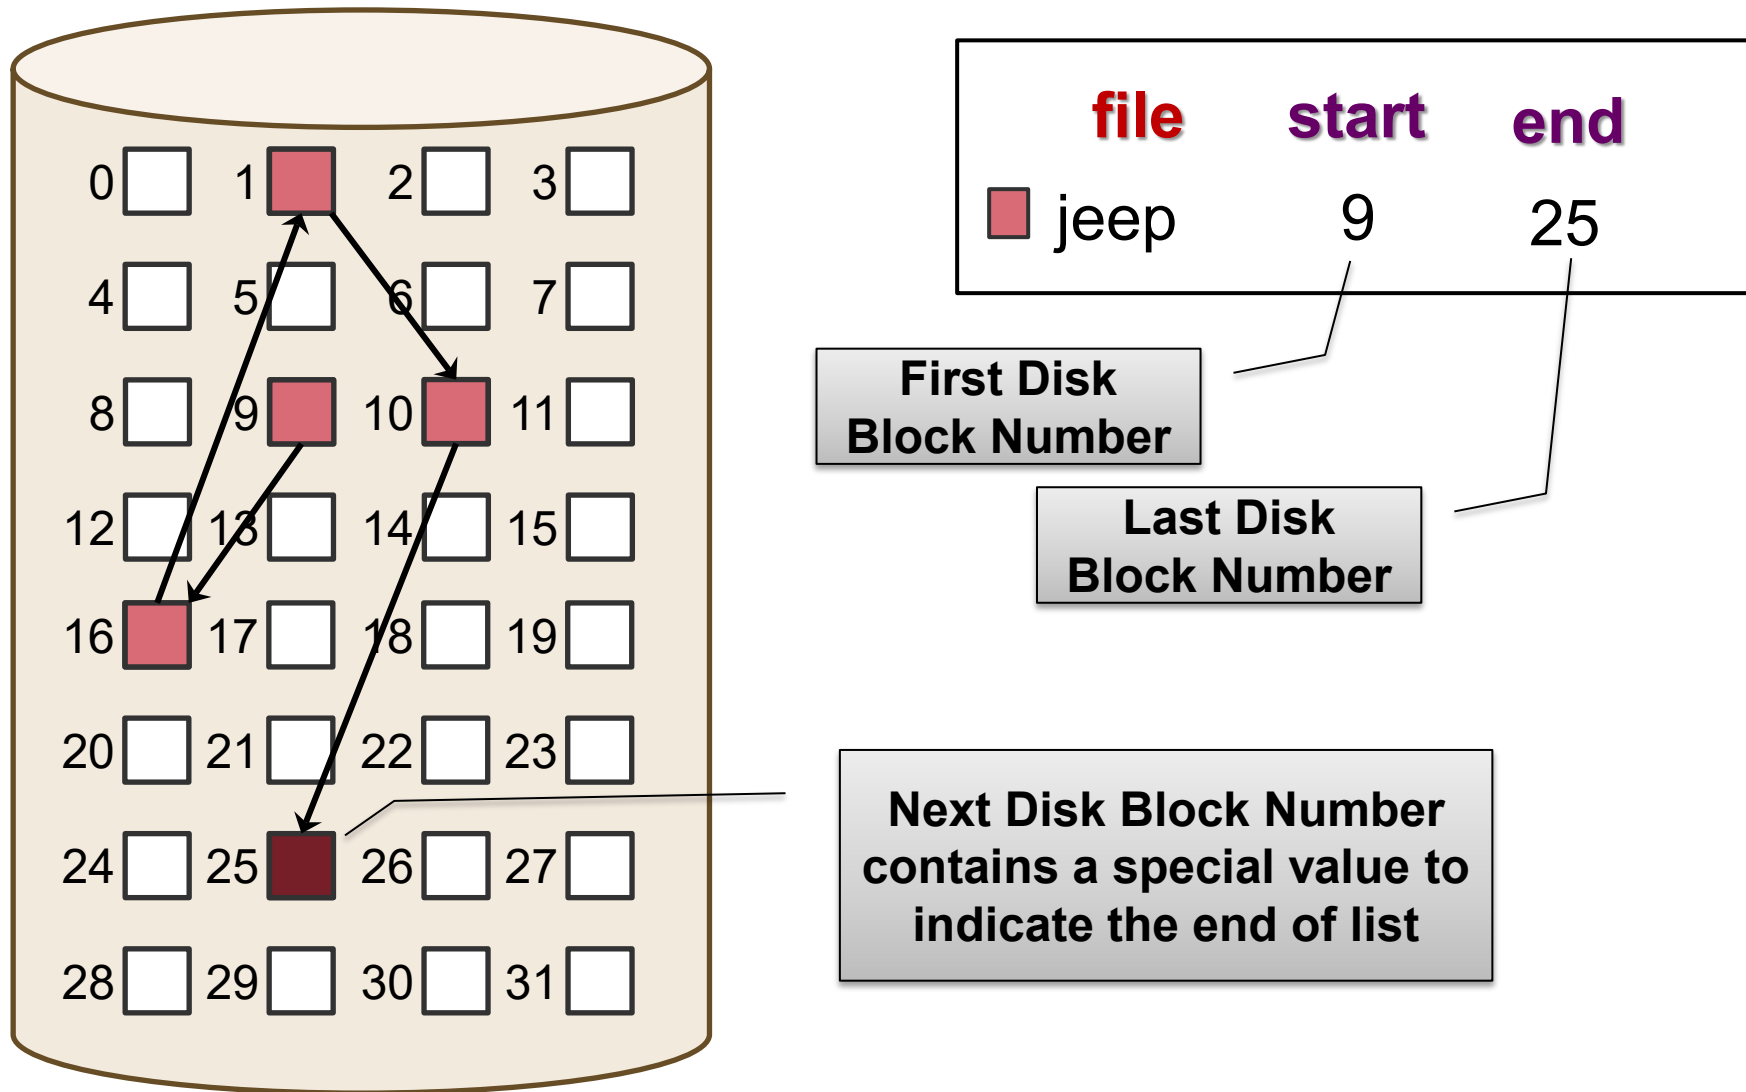 0 1 2 3
4 5 6 7
8 9 10 11
12 13 14 15
16 17 18 19
20 21 22 23
24 25 26 27
28 29 30 31
file start end
jeep 9 25
First Disk
Block Number
Last Disk
Block Number
Next Disk Block Number
contains a special value to
indicate the end of list